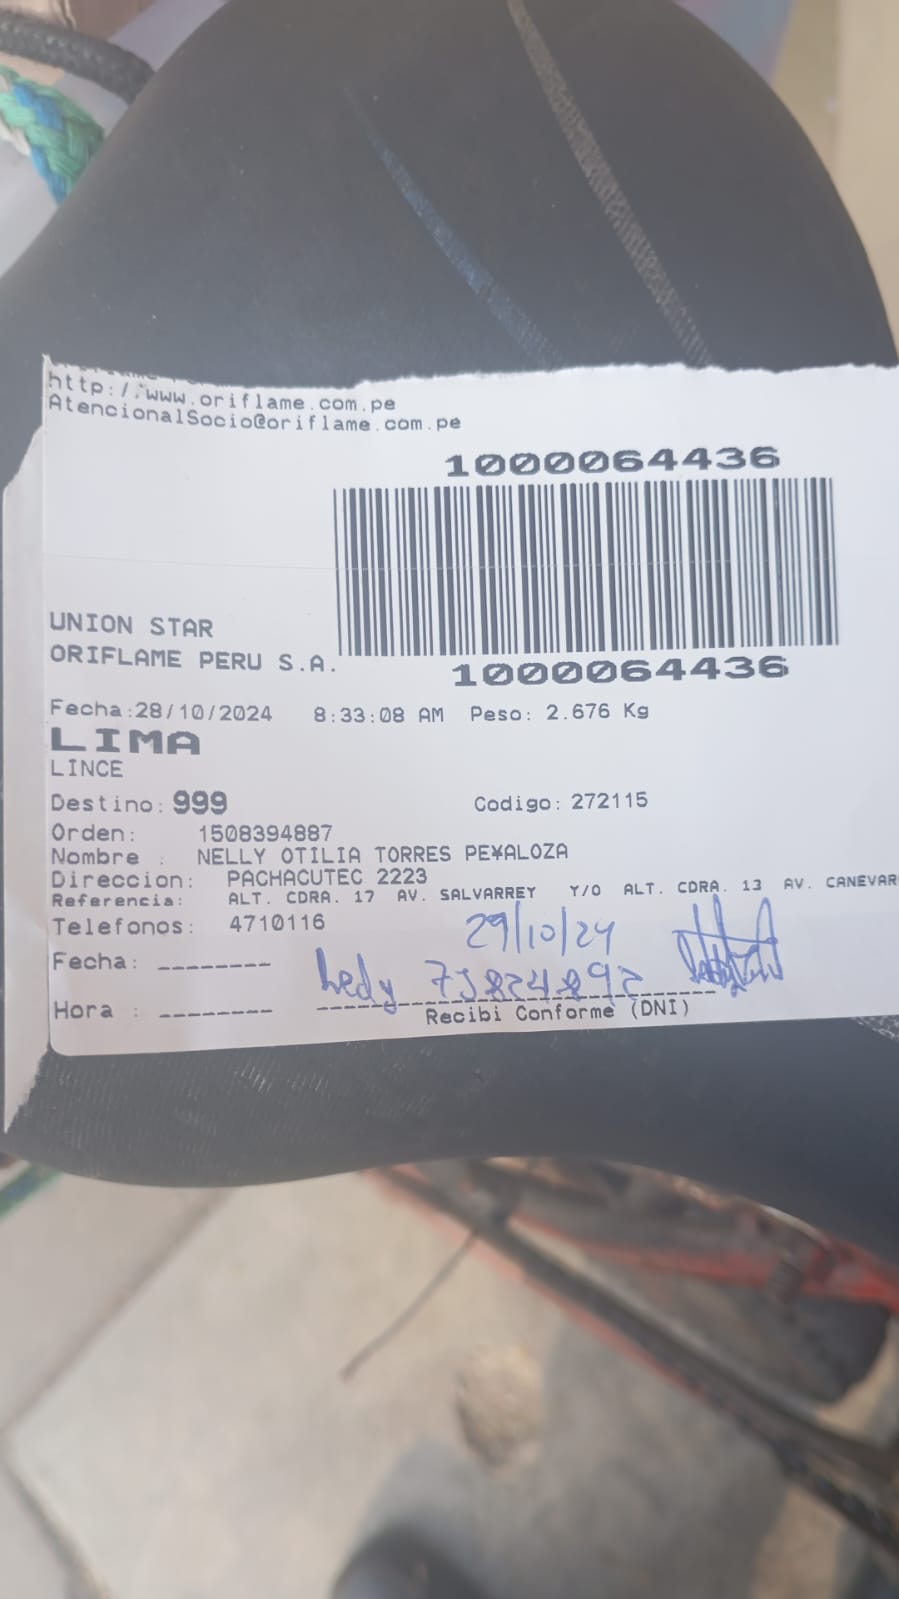 http://www.oriflame.com.pe
AtencionalSocio@oriflame.com.pe
1000064436
UNION STAR
ORIFLAME PERU S.A.
1000064436
Fecha:28/10/2024 8:33:08 AM Peso: 2.676 Kg
LIMA
LINCE
Destino: 999 Codigo: 272115
Orden: 1508394887
Nombre : NELLY OTILIA TORRES PE¥ALOZA
Direccion: PACHACUTEC 2223
Referencia: ALT. CDRA. 17 AV. SALVARREY Y/O ALT. CDRA. 13 AV. CANEVAR
Telefonos: 4710116
29/10/24
Fecha: --------
Hora : --------
Recibi Conforme (DNI)